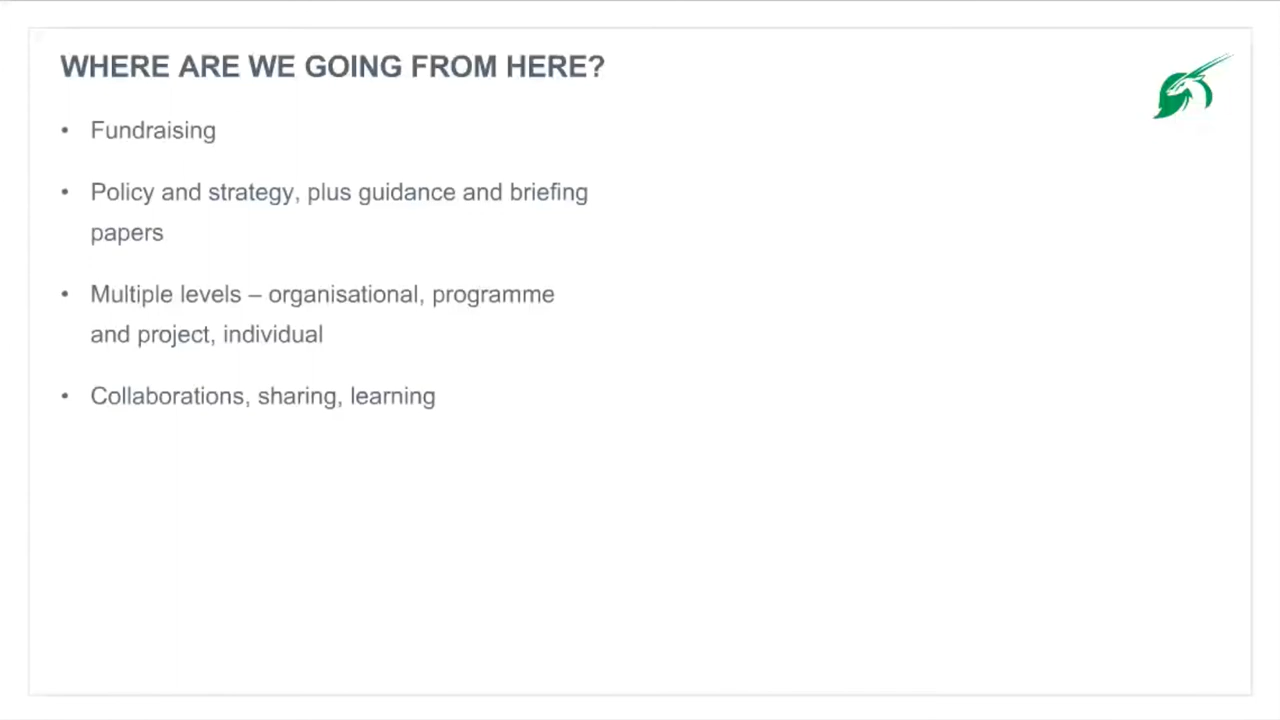 WHERE ARE WE GOING FROM HERE?
• Fundraising
• Policy and strategy, plus guidance and briefing
papers
• Multiple levels – organisational, programme
and project, individual
• Collaborations, sharing, learning